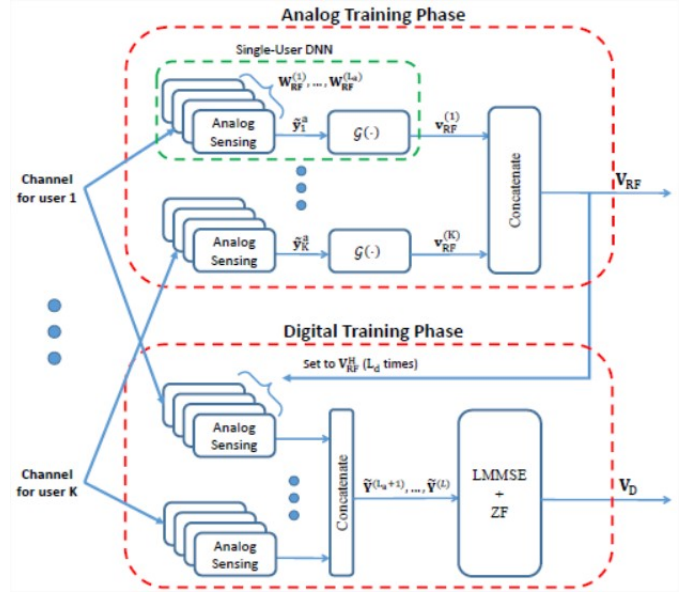 Analog Training Phase
Single-User DNN
W_RF^(1), ..., W_RF^(L_a)
Analog
Sensing
ỹ_1^a
𝒢(·)
v_RF^(1)
Channel
for user 1
Concatenate
V_RF
Analog
Sensing
ỹ_K^a
𝒢(·)
v_RF^(K)
Digital Training Phase
Set to V_RF^H (L_d times)
Analog
Sensing
Channel
for user K
Concatenate
Ỹ^(L_a+1), ..., Ỹ^(L)
LMMSE
+
ZF
V_D
Analog
Sensing